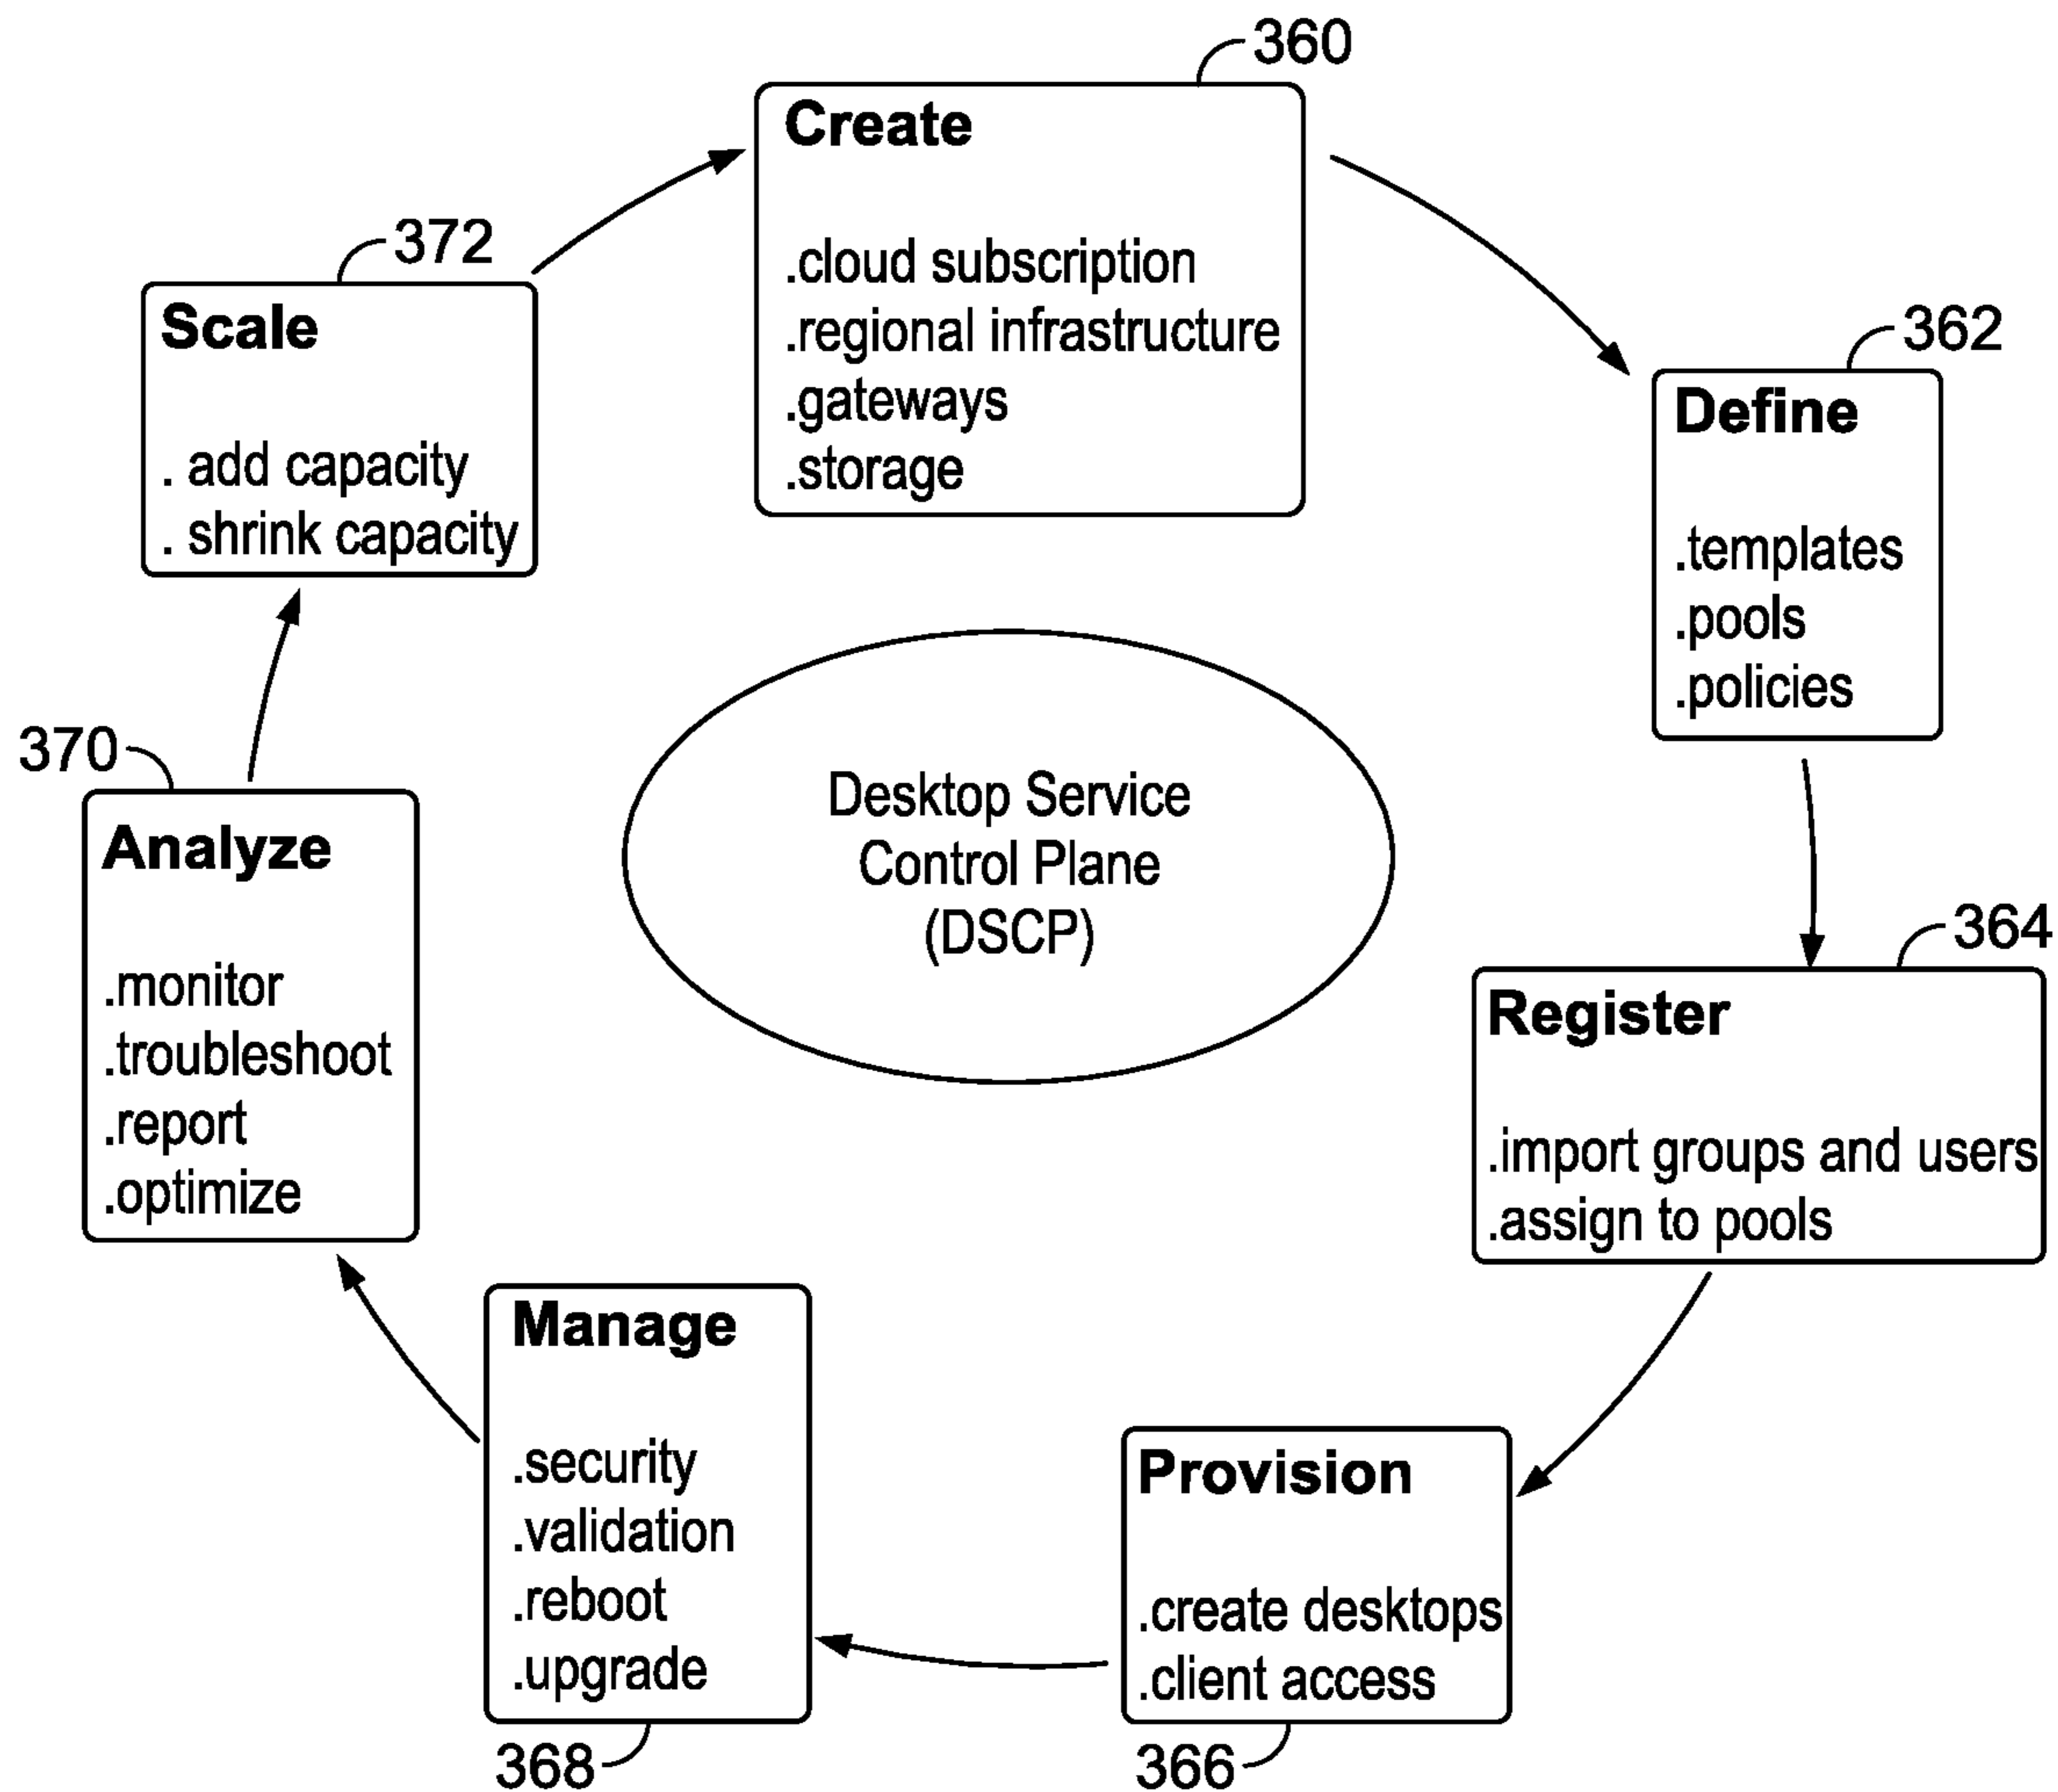 360
Create
.cloud subscription
.regional infrastructure
.gateways
.storage
362
Define
.templates
.pools
.policies
364
Register
.import groups and users
.assign to pools
Provision
.create desktops
.client access
366
Manage
.security
.validation
.reboot
.upgrade
368
370
Analyze
.monitor
.troubleshoot
.report
.optimize
372
Scale
. add capacity
. shrink capacity
Desktop Service
Control Plane
(DSCP)